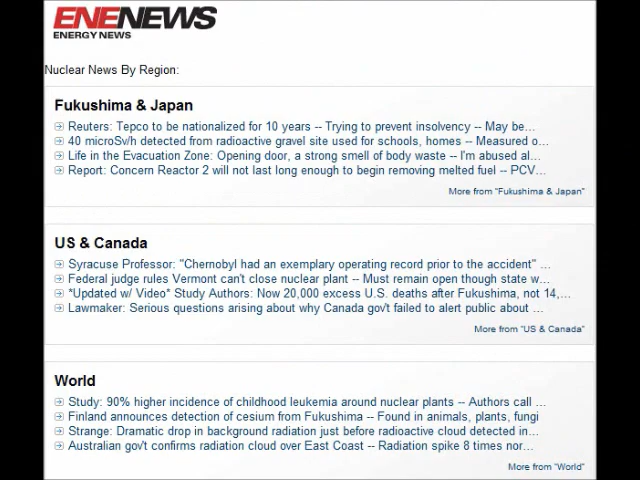 ENENEWS
ENERGY NEWS
Nuclear News By Region:
Fukushima & Japan
Reuters: Tepco to be nationalized for 10 years -- Trying to prevent insolvency -- May be...
40 microSv/h detected from radioactive gravel site used for schools, homes -- Measured o...
Life in the Evacuation Zone: Opening door, a strong smell of body waste -- I'm abused al...
Report: Concern Reactor 2 will not last long enough to begin removing melted fuel -- PCV...
More from "Fukushima & Japan"
US & Canada
Syracuse Professor: "Chernobyl had an exemplary operating record prior to the accident" ...
Federal judge rules Vermont can't close nuclear plant -- Must remain open though state w...
*Updated w/ Video* Study Authors: Now 20,000 excess U.S. deaths after Fukushima, not 14,...
Lawmaker: Serious questions arising about why Canada gov't failed to alert public about ...
More from "US & Canada"
World
Study: 90% higher incidence of childhood leukemia around nuclear plants -- Authors call ...
Finland announces detection of cesium from Fukushima -- Found in animals, plants, fungi
Strange: Dramatic drop in background radiation just before radioactive cloud detected in...
Australian gov't confirms radiation cloud over East Coast -- Radiation spike 8 times nor...
More from "World"